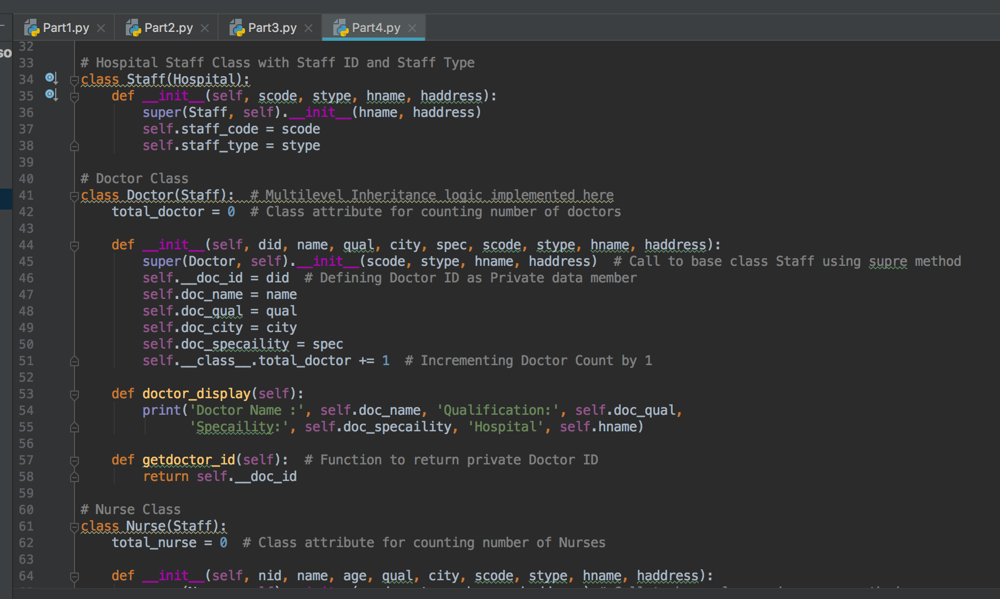 Part1.py Part2.py Part3.py Part4.py
so
32
33 # Hospital Staff Class with Staff ID and Staff Type
34 class Staff(Hospital):
35     def __init__(self, scode, stype, hname, haddress):
36         super(Staff, self).__init__(hname, haddress)
37         self.staff_code = scode
38         self.staff_type = stype
39
40 # Doctor Class
41 class Doctor(Staff):  # Multilevel Inheritance logic implemented here
42     total_doctor = 0  # Class attribute for counting number of doctors
43
44     def __init__(self, did, name, qual, city, spec, scode, stype, hname, haddress):
45         super(Doctor, self).__init__(scode, stype, hname, haddress)  # Call to base class Staff using supre method
46         self.__doc_id = did  # Defining Doctor ID as Private data member
47         self.doc_name = name
48         self.doc_qual = qual
49         self.doc_city = city
50         self.doc_specaility = spec
51         self.__class__.total_doctor += 1  # Incrementing Doctor Count by 1
52
53     def doctor_display(self):
54         print('Doctor Name :', self.doc_name, 'Qualification:', self.doc_qual,
55               'Specaility:', self.doc_specaility, 'Hospital', self.hname)
56
57     def getdoctor_id(self):  # Function to return private Doctor ID
58         return self.__doc_id
59
60 # Nurse Class
61 class Nurse(Staff):
62     total_nurse = 0  # Class attribute for counting number of Nurses
63
64     def __init__(self, nid, name, age, qual, city, scode, stype, hname, haddress):